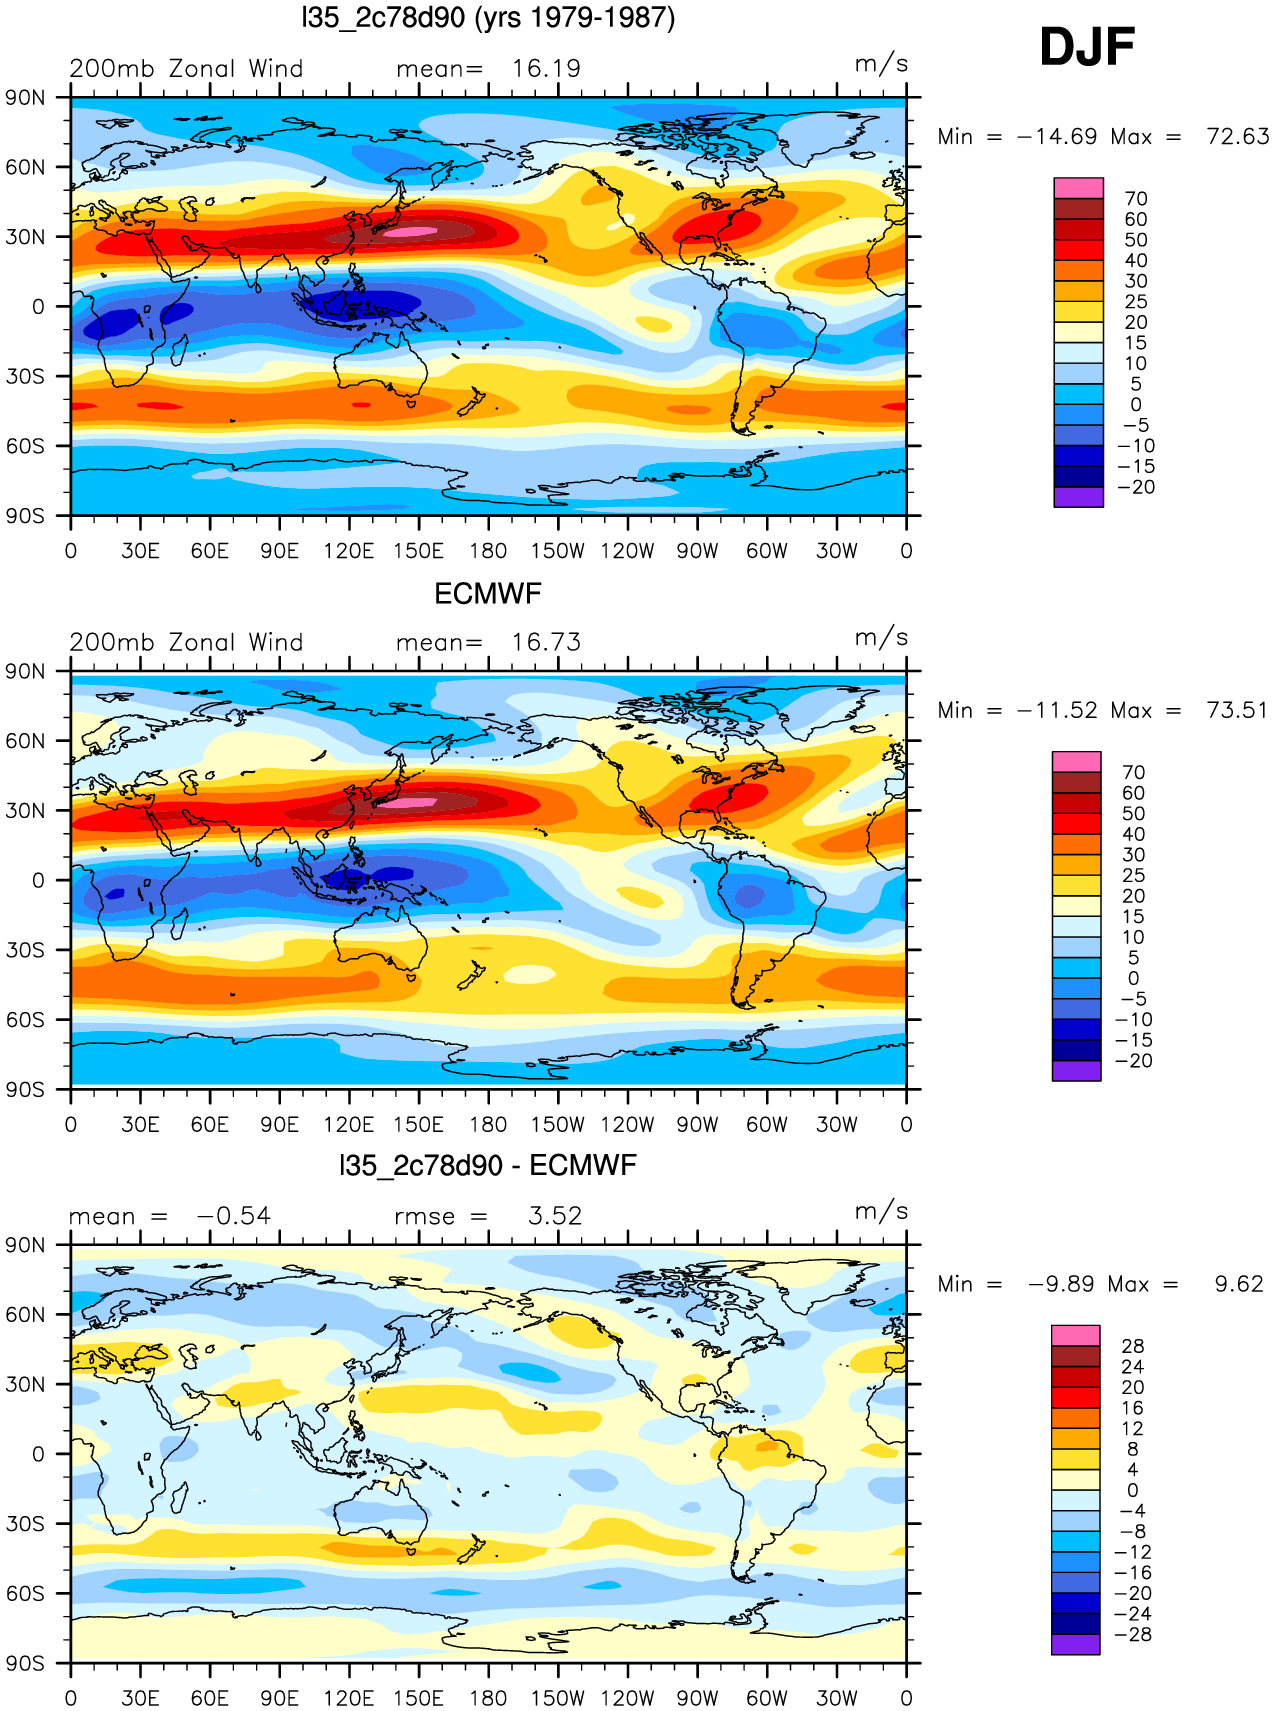 l35_2c78d90 (yrs 1979-1987)
DJF
200mb Zonal Wind mean= 16.19 m/s
Min = −14.69 Max = 72.63
90N
60N
30N
0
30S
60S
90S
0 30E 60E 90E 120E 150E 180 150W 120W 90W 60W 30W 0
70
60
50
40
30
25
20
15
10
5
0
−5
−10
−15
−20
ECMWF
200mb Zonal Wind mean= 16.73 m/s
Min = −11.52 Max = 73.51
90N
60N
30N
0
30S
60S
90S
0 30E 60E 90E 120E 150E 180 150W 120W 90W 60W 30W 0
70
60
50
40
30
25
20
15
10
5
0
−5
−10
−15
−20
l35_2c78d90 - ECMWF
mean = −0.54 rmse = 3.52 m/s
Min = −9.89 Max = 9.62
90N
60N
30N
0
30S
60S
90S
0 30E 60E 90E 120E 150E 180 150W 120W 90W 60W 30W 0
28
24
20
16
12
8
4
0
−4
−8
−12
−16
−20
−24
−28